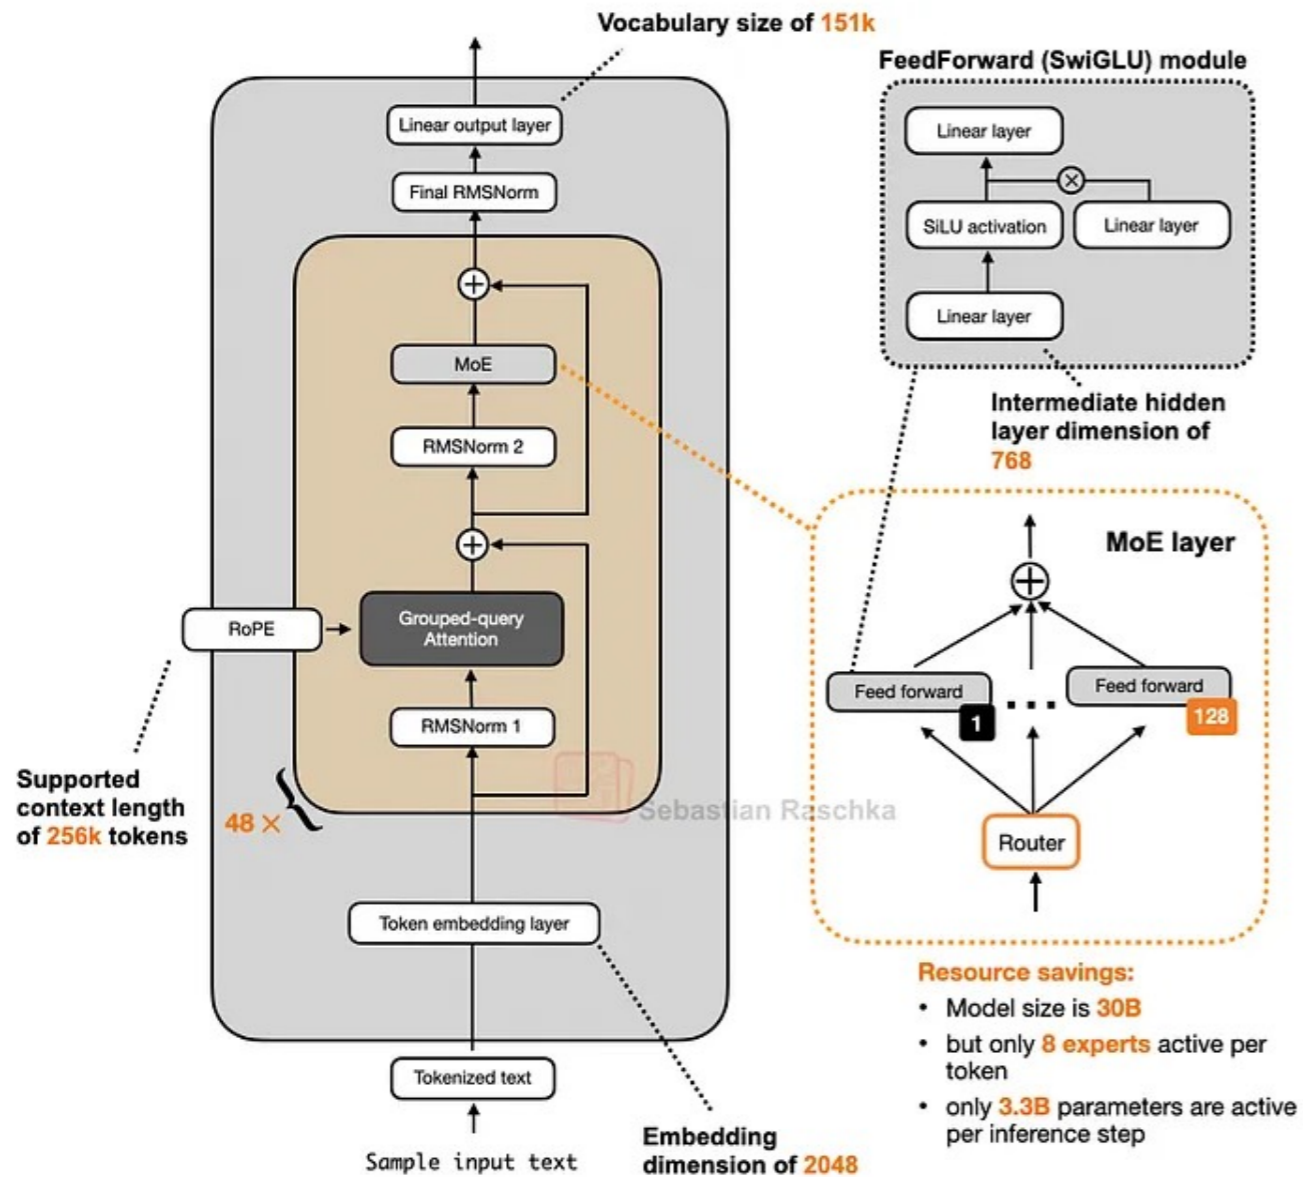 Vocabulary size of 151k
Linear output layer
Final RMSNorm
MoE
RMSNorm 2
Grouped-query
Attention
RoPE
RMSNorm 1
Supported
context length
of 256k tokens
48 ×
Sebastian Raschka
Token embedding layer
Tokenized text
Sample input text
Embedding
dimension of 2048
FeedForward (SwiGLU) module
Linear layer
SiLU activation
Linear layer
Linear layer
Intermediate hidden
layer dimension of
768
MoE layer
Feed forward
1
...
Feed forward
128
Router
Resource savings:
• Model size is 30B
• but only 8 experts active per
token
• only 3.3B parameters are active
per inference step